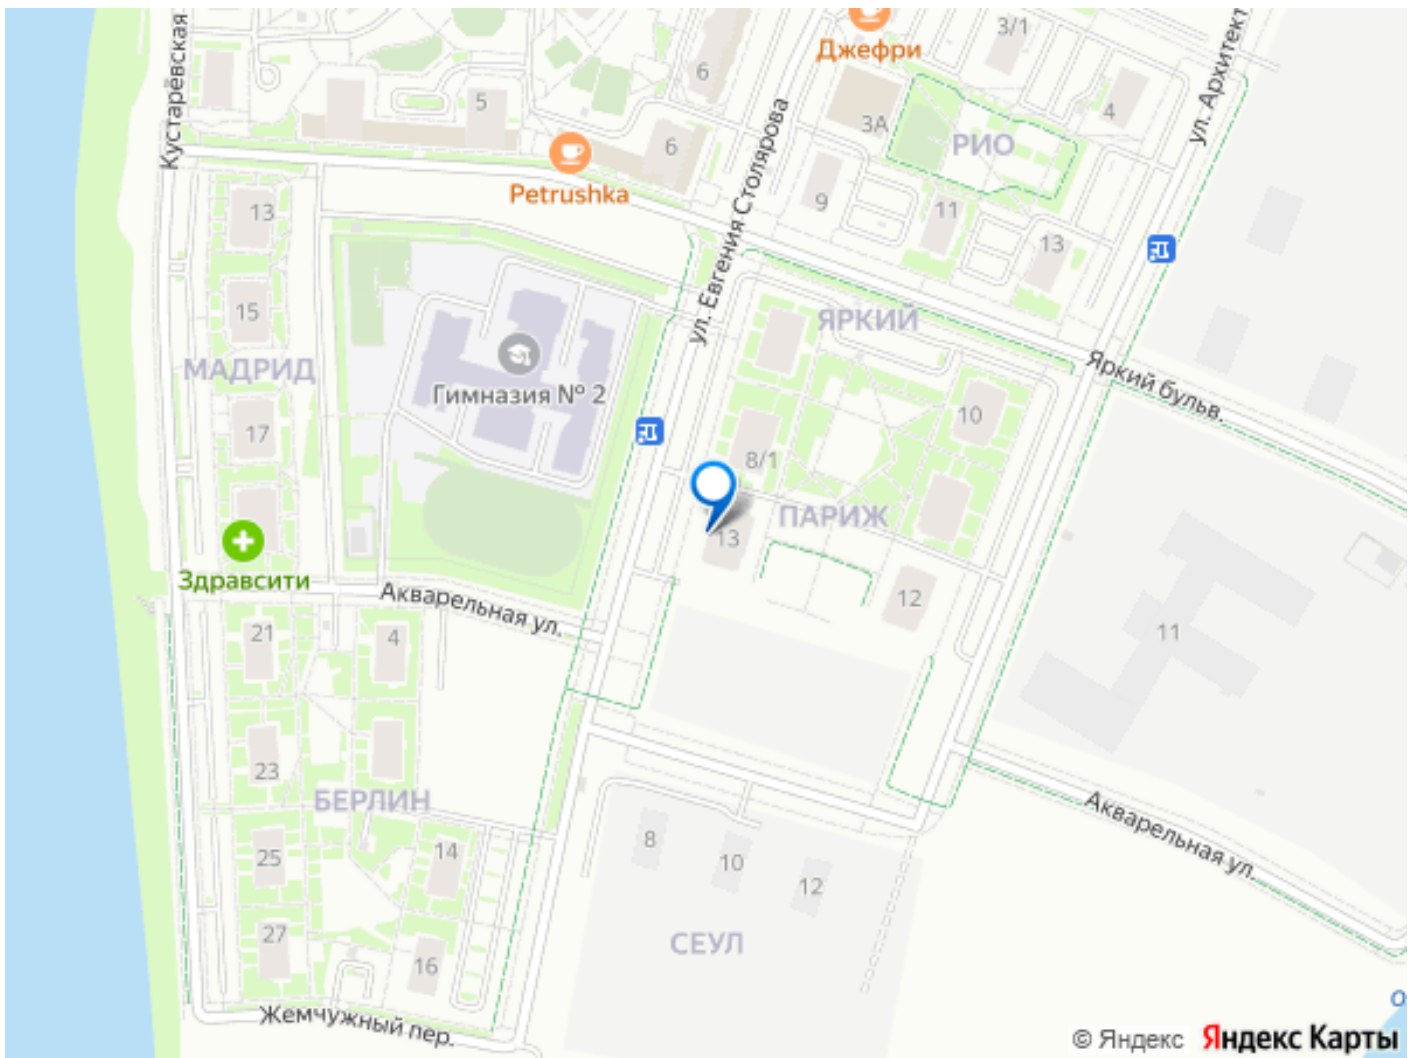 Кустарёвская
Джефри
3/1
ул. Архитект
6
5
4
3А
РИО
6
Petrushka
ул. Евгения Столярова
13
9
11
13
15
ЯРКИЙ
МАДРИД
Гимназия № 2
Яркий бульв.
10
17
8/1
ПАРИЖ
13
Здравсити
Акварельная ул.
12
21
4
11
23
БЕРЛИН
Акварельная ул.
8
10
12
25
14
27
СЕУЛ
16
Жемчужный пер.
О
© Яндекс Яндекс Карты